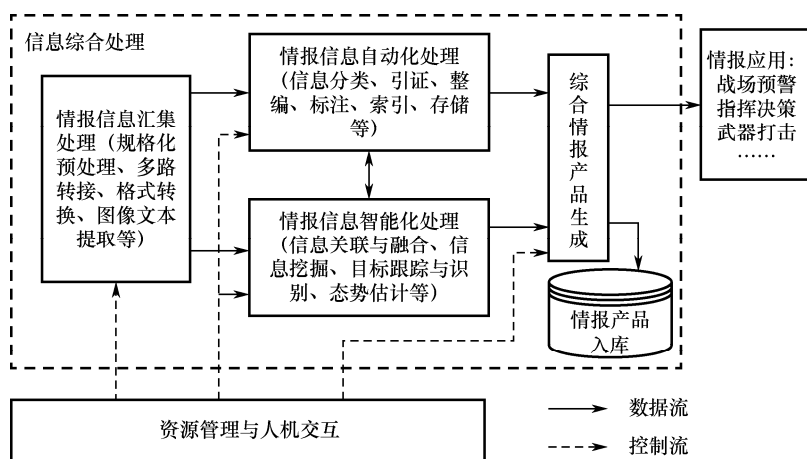 信息综合处理
情报信息汇集
处理（规格化
预处理、多路
转接、格式转
换、图像文本
提取等）
情报信息自动化处理
（信息分类、引证、整
编、标注、索引、存储
等）
情报信息智能化处理
（信息关联与融合、信
息挖掘、目标跟踪与识
别、态势估计等）
综合情报产品生成
情报产品
入库
情报应用：
战场预警
指挥决策
武器打击
……
资源管理与人机交互
数据流
控制流